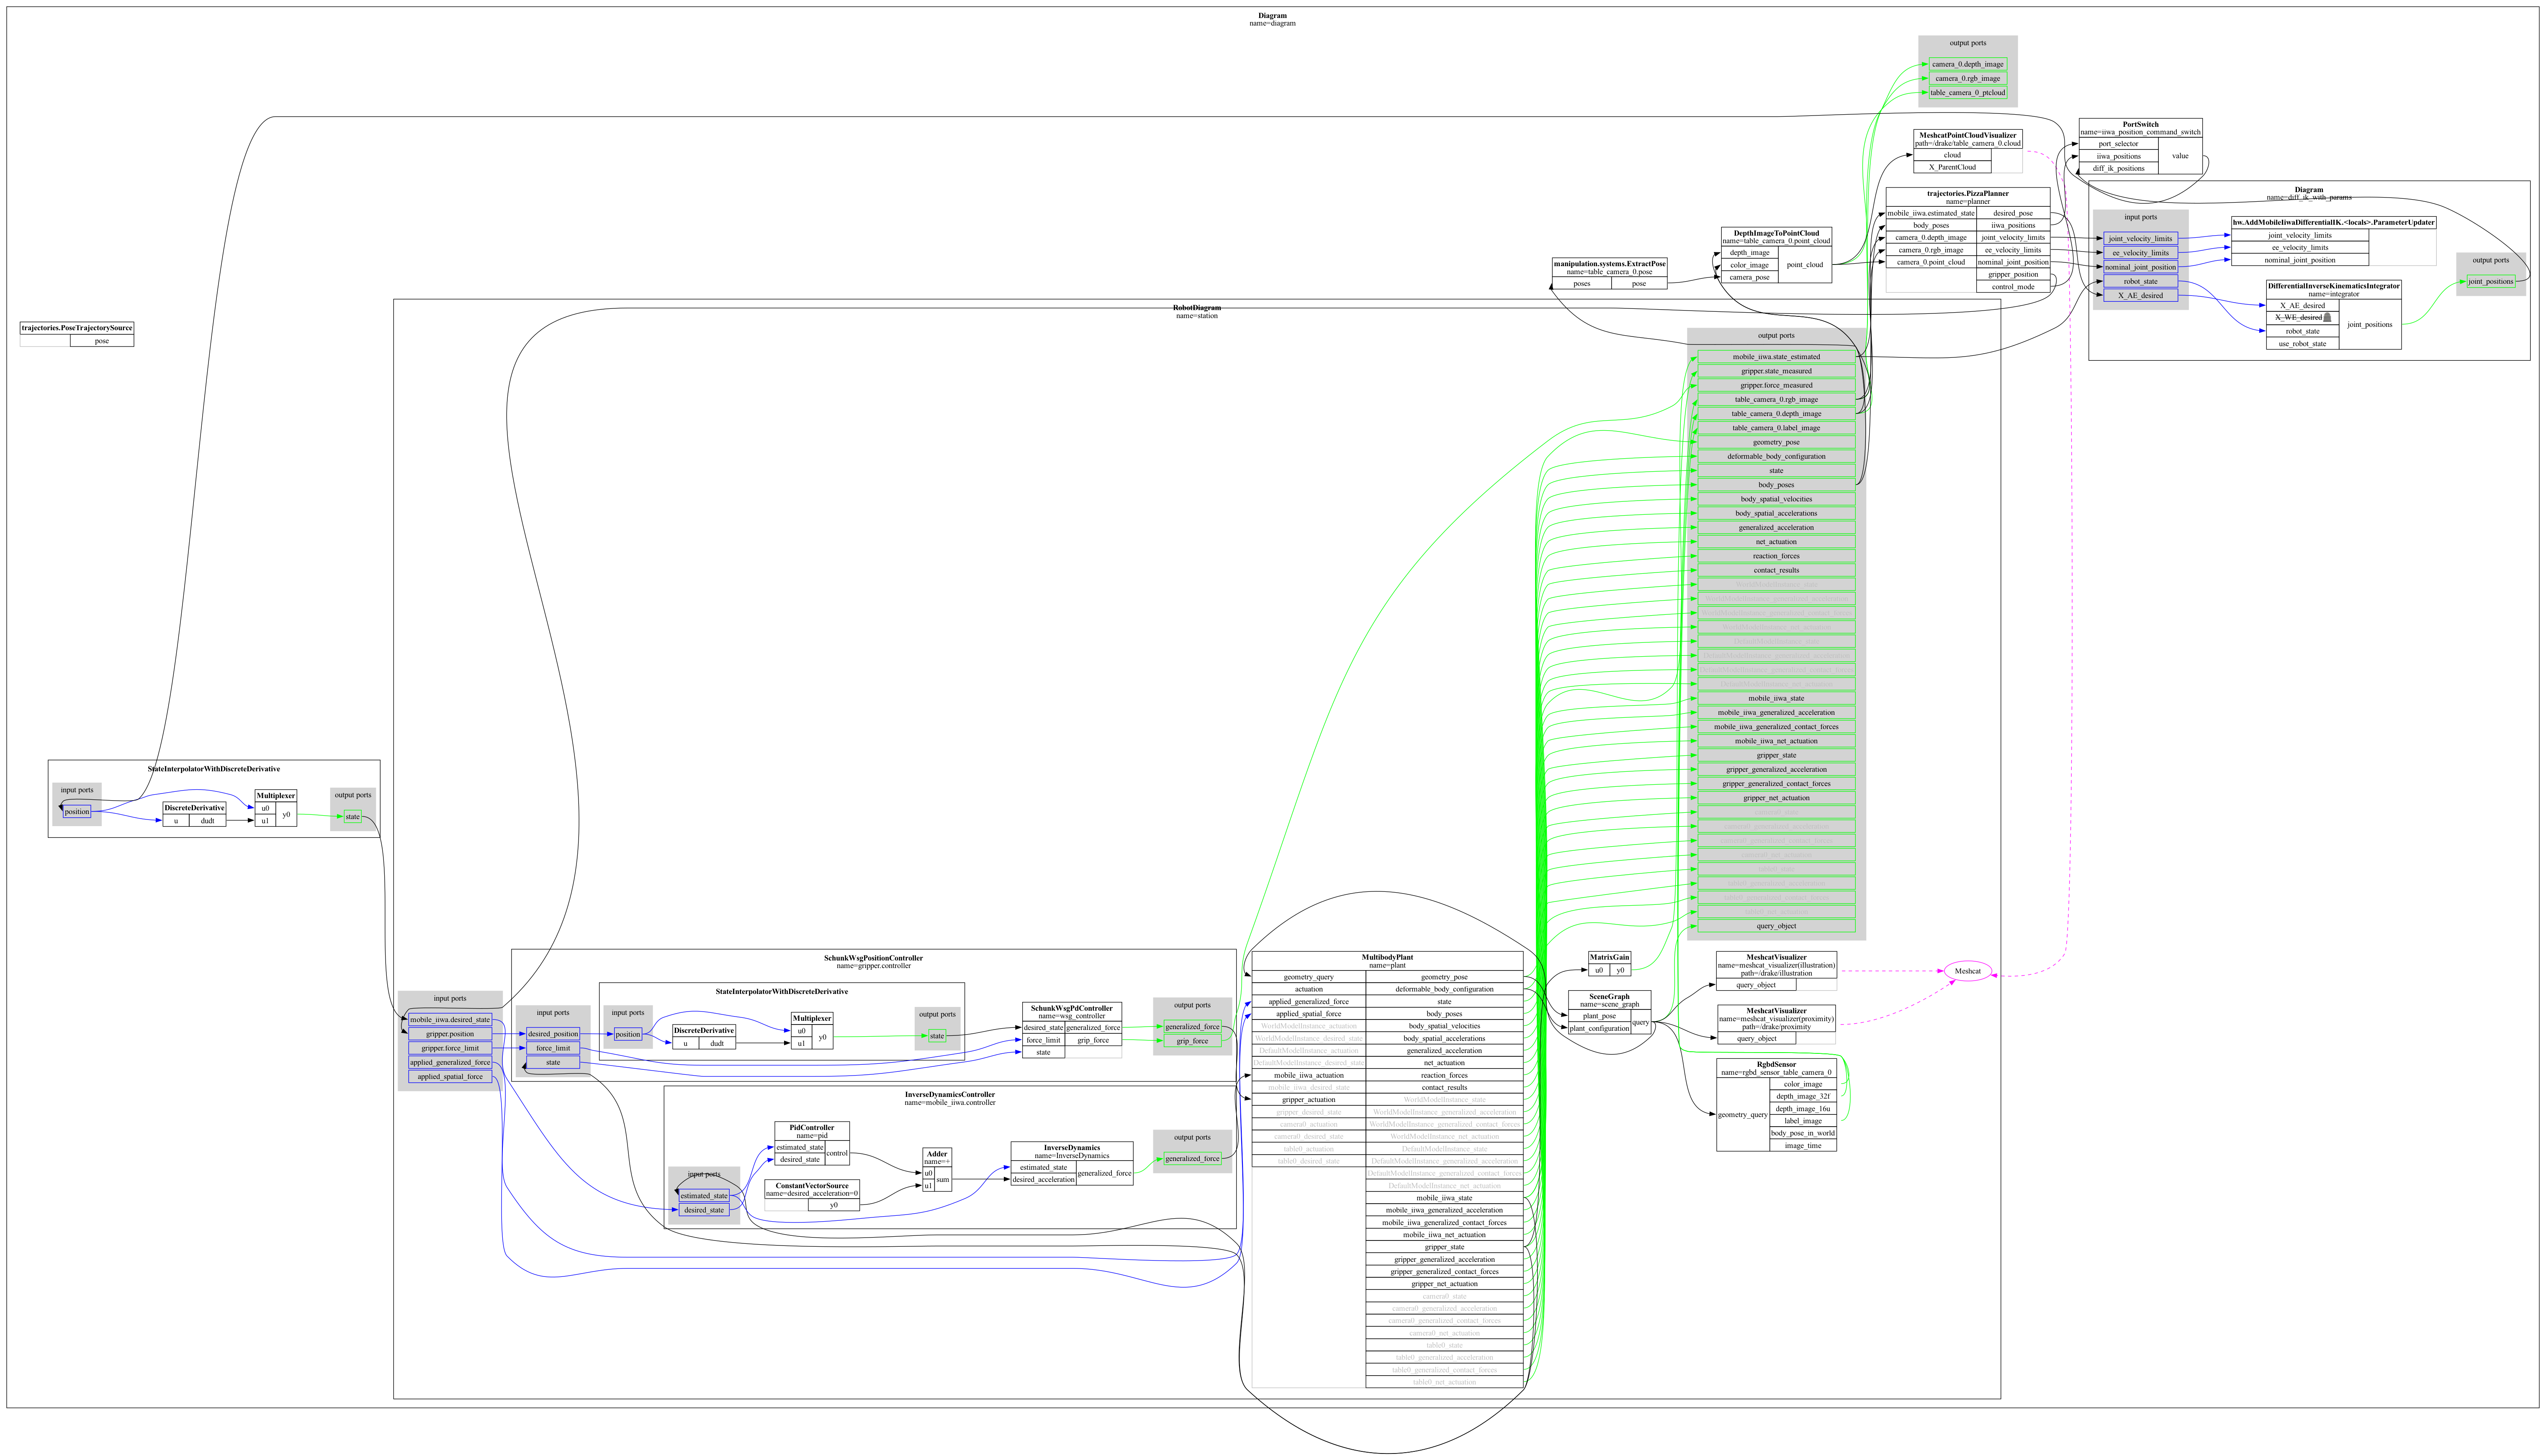 Diagram
name=diagram
output ports
camera_0.depth_image
camera_0.rgb_image
table_camera_0_ptcloud
PortSwitch
name=iiwa_position_command_switch
port_selector
iiwa_positions
diff_ik_positions
value
MeshcatPointCloudVisualizer
path=/drake/table_camera_0.cloud
cloud
X_ParentCloud
Diagram
name=diff_ik_with_params
input ports
joint_velocity_limits
ee_velocity_limits
nominal_joint_position
robot_state
X_AE_desired
hw.AddMobileIiwaDifferentialIK.<locals>.ParameterUpdater
joint_velocity_limits
ee_velocity_limits
nominal_joint_position
DifferentialInverseKinematicsIntegrator
name=integrator
X_AE_desired
X_WE_desired
robot_state
use_robot_state
joint_positions
output ports
joint_positions
trajectories.PizzaPlanner
name=planner
mobile_iiwa.estimated_state
body_poses
camera_0.depth_image
camera_0.rgb_image
camera_0.point_cloud
desired_pose
iiwa_positions
joint_velocity_limits
ee_velocity_limits
nominal_joint_position
gripper_position
control_mode
DepthImageToPointCloud
name=table_camera_0.point_cloud
depth_image
color_image
camera_pose
point_cloud
manipulation.systems.ExtractPose
name=table_camera_0.pose
poses
pose
trajectories.PoseTrajectorySource
pose
RobotDiagram
name=station
output ports
mobile_iiwa.state_estimated
gripper.state_measured
gripper.force_measured
table_camera_0.rgb_image
table_camera_0.depth_image
table_camera_0.label_image
geometry_pose
deformable_body_configuration
state
body_poses
body_spatial_velocities
body_spatial_accelerations
generalized_acceleration
net_actuation
reaction_forces
contact_results
mobile_iiwa_state
mobile_iiwa_generalized_acceleration
mobile_iiwa_generalized_contact_forces
mobile_iiwa_net_actuation
gripper_state
gripper_generalized_acceleration
gripper_generalized_contact_forces
gripper_net_actuation
query_object
StateInterpolatorWithDiscreteDerivative
input ports
position
DiscreteDerivative
u
dudt
Multiplexer
u0
u1
y0
output ports
state
input ports
mobile_iiwa.desired_state
gripper.position
gripper.force_limit
applied_generalized_force
applied_spatial_force
SchunkWsgPositionController
name=gripper.controller
input ports
desired_position
force_limit
state
StateInterpolatorWithDiscreteDerivative
input ports
position
DiscreteDerivative
u
dudt
Multiplexer
u0
u1
y0
output ports
state
SchunkWsgPdController
name=wsg_controller
desired_state
force_limit
state
generalized_force
grip_force
output ports
generalized_force
grip_force
InverseDynamicsController
name=mobile_iiwa.controller
input ports
estimated_state
desired_state
PidController
name=pid
estimated_state
desired_state
control
ConstantVectorSource
name=desired_acceleration=0
y0
Adder
name=+
u0
u1
sum
InverseDynamics
name=InverseDynamics
estimated_state
desired_acceleration
generalized_force
output ports
generalized_force
MultibodyPlant
name=plant
geometry_query
actuation
applied_generalized_force
applied_spatial_force
WorldModelInstance_actuation
WorldModelInstance_desired_state
DefaultModelInstance_actuation
DefaultModelInstance_desired_state
mobile_iiwa_actuation
mobile_iiwa_desired_state
gripper_actuation
gripper_desired_state
camera0_actuation
camera0_desired_state
table0_actuation
table0_desired_state
geometry_pose
deformable_body_configuration
state
body_poses
body_spatial_velocities
body_spatial_accelerations
generalized_acceleration
net_actuation
reaction_forces
contact_results
WorldModelInstance_state
WorldModelInstance_generalized_acceleration
WorldModelInstance_generalized_contact_forces
WorldModelInstance_net_actuation
DefaultModelInstance_state
DefaultModelInstance_generalized_acceleration
DefaultModelInstance_generalized_contact_forces
DefaultModelInstance_net_actuation
mobile_iiwa_state
mobile_iiwa_generalized_acceleration
mobile_iiwa_generalized_contact_forces
mobile_iiwa_net_actuation
gripper_state
gripper_generalized_acceleration
gripper_generalized_contact_forces
gripper_net_actuation
camera0_state
camera0_generalized_acceleration
camera0_generalized_contact_forces
camera0_net_actuation
table0_state
table0_generalized_acceleration
table0_generalized_contact_forces
table0_net_actuation
MatrixGain
u0
y0
SceneGraph
name=scene_graph
plant_pose
plant_configuration
query
MeshcatVisualizer
name=meshcat_visualizer(illustration)
path=/drake/illustration
query_object
MeshcatVisualizer
name=meshcat_visualizer(proximity)
path=/drake/proximity
query_object
RgbdSensor
name=rgbd_sensor_table_camera_0
geometry_query
color_image
depth_image_32f
depth_image_16u
label_image
body_pose_in_world
image_time
Meshcat